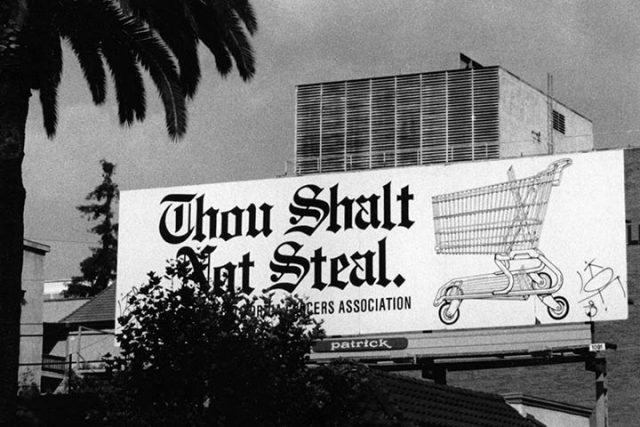 Thou Shalt
Not Steal.
ASSOCIATION
patrick